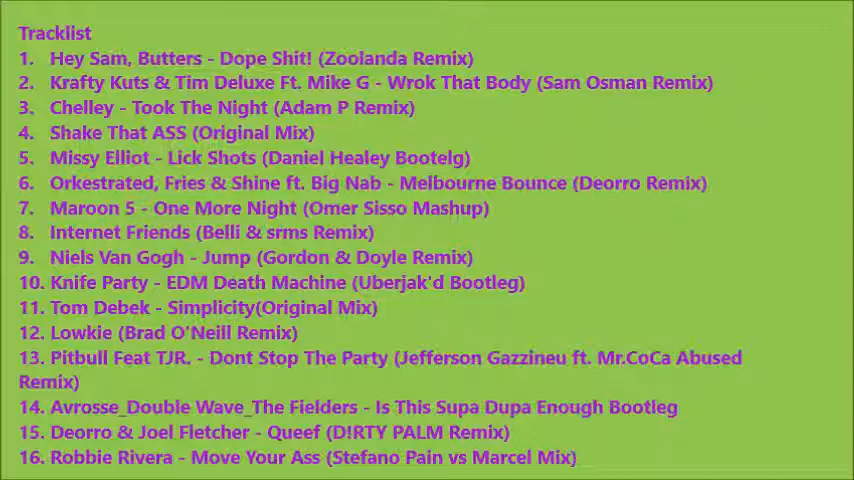 Tracklist
1. Hey Sam, Butters - Dope Shit! (Zoolanda Remix)
2. Krafty Kuts & Tim Deluxe Ft. Mike G - Wrok That Body (Sam Osman Remix)
3. Chelley - Took The Night (Adam P Remix)
4. Shake That ASS (Original Mix)
5. Missy Elliot - Lick Shots (Daniel Healey Bootelg)
6. Orkestrated, Fries & Shine ft. Big Nab - Melbourne Bounce (Deorro Remix)
7. Maroon 5 - One More Night (Omer Sisso Mashup)
8. Internet Friends (Belli & srms Remix)
9. Niels Van Gogh - Jump (Gordon & Doyle Remix)
10. Knife Party - EDM Death Machine (Uberjak'd Bootleg)
11. Tom Debek - Simplicity(Original Mix)
12. Lowkie (Brad O'Neill Remix)
13. Pitbull Feat TJR. - Dont Stop The Party (Jefferson Gazzineu ft. Mr.CoCa Abused
Remix)
14. Avrosse_Double Wave_The Fielders - Is This Supa Dupa Enough Bootleg
15. Deorro & Joel Fletcher - Queef (D!RTY PALM Remix)
16. Robbie Rivera - Move Your Ass (Stefano Pain vs Marcel Mix)